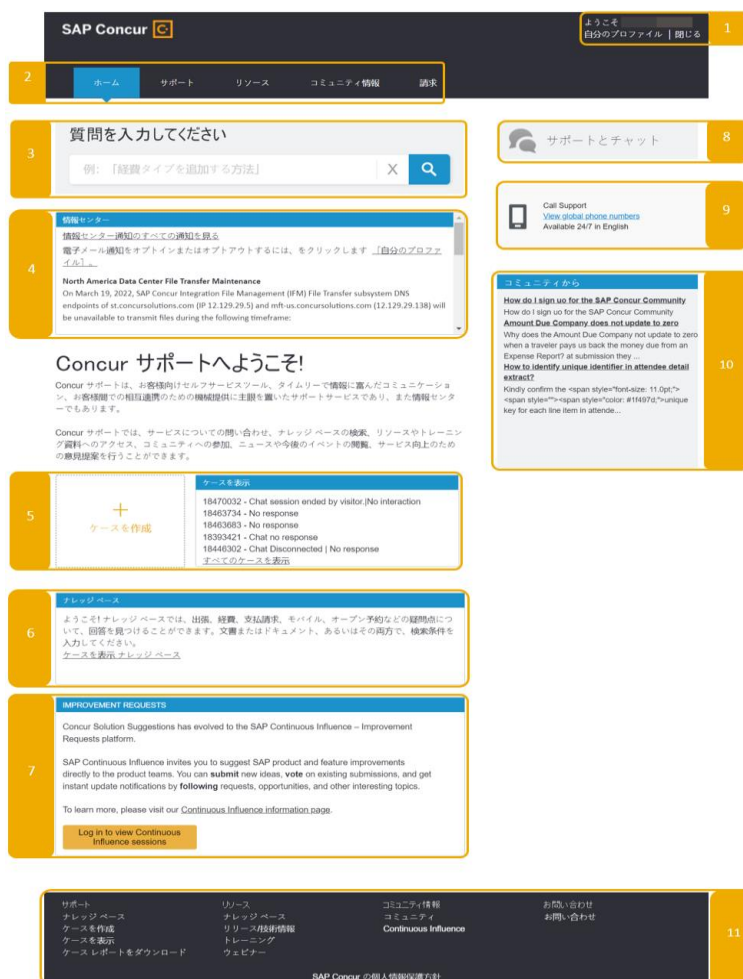 SAP Concur
ようこそ
自分のプロファイル | 閉じる
1
2
ホーム サポート リソース コミュニティ情報 請求
3
質問を入力してください
例: 「経費タイプを追加する方法」 X
4
情報センター
情報センター通知のすべての通知を見る
電子メール通知をオプトインまたはオプトアウトするには、をクリックします 「自分のプロファ
イル」。
North America Data Center File Transfer Maintenance
On March 19, 2022, SAP Concur Integration File Management (IFM) File Transfer subsystem DNS
endpoints of st.concursolutions.com (IP 12.129.29.5) and mft-us.concursolutions.com (12.129.29.138) will
be unavailable to transmit files during the following timeframe:
Concur サポートへようこそ!
Concur サポートは、お客様向けセルフサービスツール、タイムリーで情報に富んだコミュニケーショ
ン、お客様間での相互連携のための機械提供に主眼を置いたサポートサービスであり、また情報センタ
ーでもあります。
Concur サポートでは、サービスについての問い合わせ、ナレッジ ベースの検索、リソースやトレーニン
グ資料へのアクセス、コミュニティへの参加、ニュースや今後のイベントの閲覧、サービス向上のため
の意見提案を行うことができます。
5
+
ケースを作成
ケースを表示
18470032 - Chat session ended by visitor.|No interaction
18463734 - No response
18463683 - No response
18393421 - Chat no response
18446302 - Chat Disconnected | No response
すべてのケースを表示
6
ナレッジ ベース
ようこそ! ナレッジ ベースでは、出張、経費、支払請求、モバイル、オープン予約などの疑問点につ
いて、回答を見つけることができます。文書またはドキュメント、あるいはその両方で、検索条件を
入力してください。
ケースを表示 ナレッジ ベース
7
IMPROVEMENT REQUESTS
Concur Solution Suggestions has evolved to the SAP Continuous Influence – Improvement
Requests platform.
SAP Continuous Influence invites you to suggest SAP product and feature improvements
directly to the product teams. You can submit new ideas, vote on existing submissions, and get
instant update notifications by following requests, opportunities, and other interesting topics.
To learn more, please visit our Continuous Influence information page.
Log in to view Continuous
Influence sessions
サポートとチャット
8
Call Support
View global phone numbers
Available 24/7 in English
9
コミュニティから
How do I sign uo for the SAP Concur Community
How do I sign uo for the SAP Concur Community
Amount Due Company does not update to zero
Why does the Amount Due Company not update to zero
when a traveler pays us back the money due from an
Expense Report? at submission they ...
How to identify unique identifier in attendee detail
extract?
Kindly confirm the <span style="font-size: 11.0pt;">
<span style=""><span style="color: #1f497d;">unique
key for each line item in attende...
10
サポート
ナレッジ ベース
ケースを作成
ケースを表示
ケース レポートをダウンロード
リソース
ナレッジ ベース
リリース/技術情報
トレーニング
ウェビナー
コミュニティ情報
コミュニティ
Continuous Influence
お問い合わせ
お問い合わせ
11
SAP Concur の個人情報保護方針